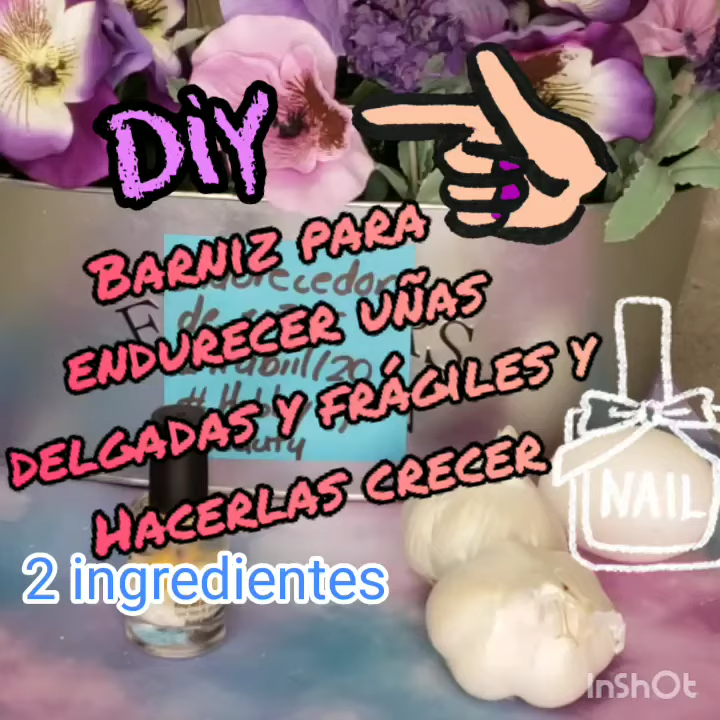 DiY
Barniz para
endurecer uñas
delgadas y frágiles y
Hacerlas crecer
2 ingredientes
NAIL
InShOt